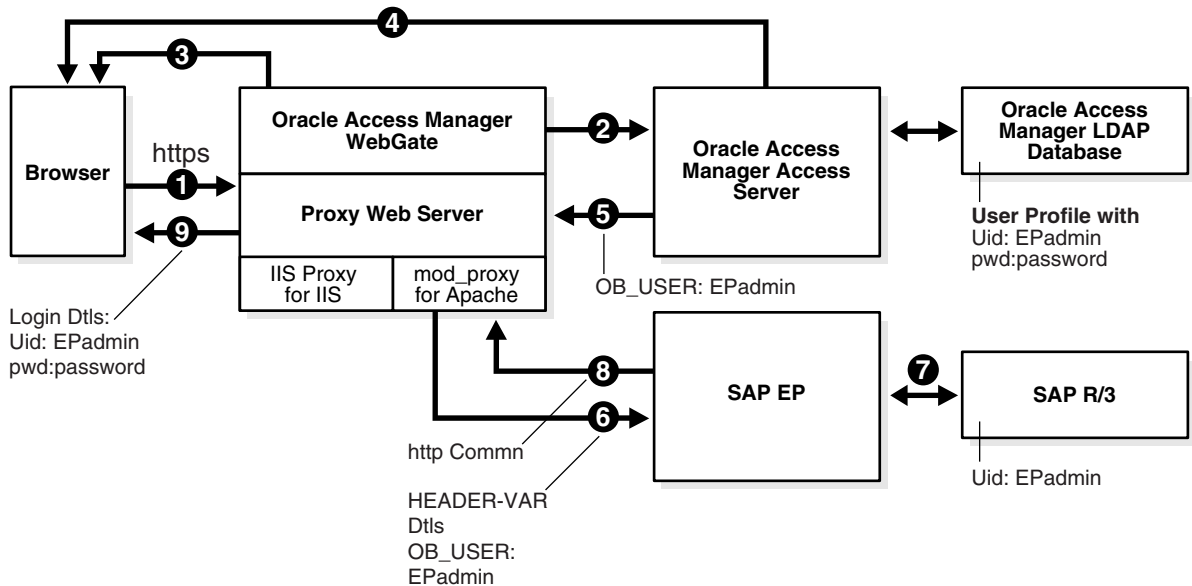 4
3
Oracle Access Manager
WebGate
2
Oracle Access
Manager Access
Server
Oracle Access
Manager LDAP
Database
Browser
https
1
Proxy Web Server
5
9
User Profile with
Uid: EPadmin
pwd:password
IIS Proxy
for IIS
mod_proxy
for Apache
OB_USER: EPadmin
Login Dtls:
Uid: EPadmin
pwd:password
8
SAP EP
7
SAP R/3
6
http Commn
Uid: EPadmin
HEADER-VAR
Dtls
OB_USER:
EPadmin